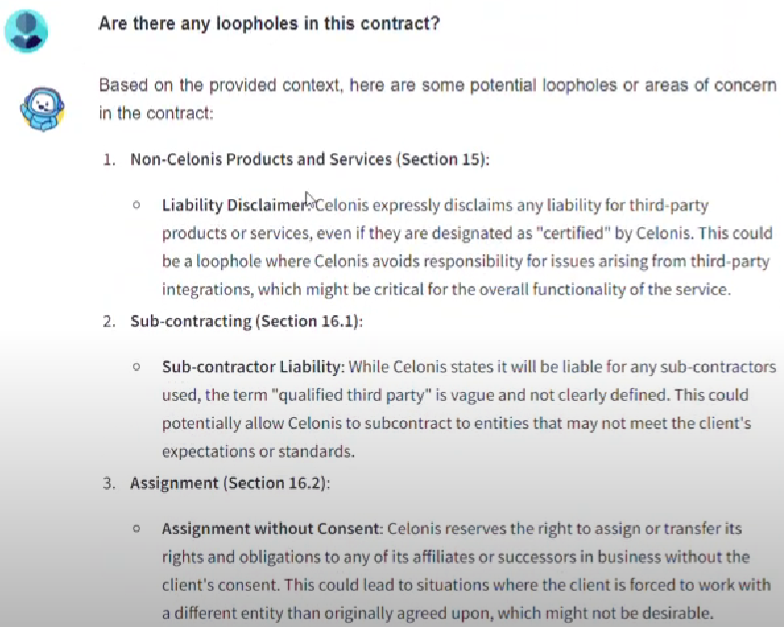 Are there any loopholes in this contract?
Based on the provided context, here are some potential loopholes or areas of concern
in the contract:
1. Non-Celonis Products and Services (Section 15):
○ Liability Disclaimer: Celonis expressly disclaims any liability for third-party
products or services, even if they are designated as "certified" by Celonis. This could
be a loophole where Celonis avoids responsibility for issues arising from third-party
integrations, which might be critical for the overall functionality of the service.
2. Sub-contracting (Section 16.1):
○ Sub-contractor Liability: While Celonis states it will be liable for any sub-contractors
used, the term "qualified third party" is vague and not clearly defined. This could
potentially allow Celonis to subcontract to entities that may not meet the client's
expectations or standards.
3. Assignment (Section 16.2):
○ Assignment without Consent: Celonis reserves the right to assign or transfer its
rights and obligations to any of its affiliates or successors in business without the
client's consent. This could lead to situations where the client is forced to work with
a different entity than originally agreed upon, which might not be desirable.